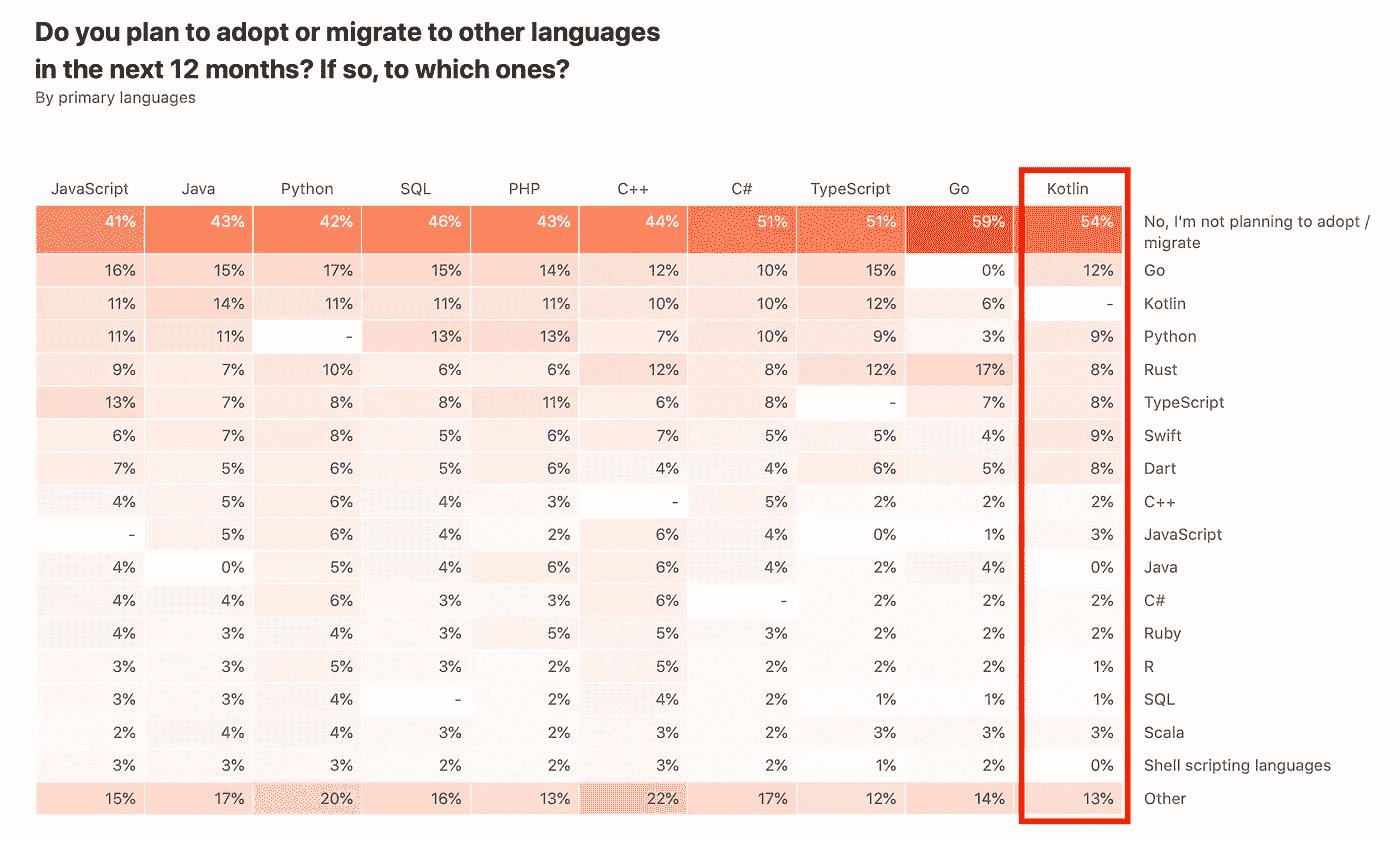 Do you plan to adopt or migrate to other languages
in the next 12 months? If so, to which ones?
By primary languages
JavaScript Java Python SQL PHP C++ C# TypeScript Go Kotlin
41% 43% 42% 46% 43% 44% 51% 51% 59% 54% No, I'm not planning to adopt /
migrate
16% 15% 17% 15% 14% 12% 10% 15% 0% 12% Go
11% 14% 11% 11% 11% 10% 10% 12% 6% - Kotlin
11% 11% - 13% 13% 7% 10% 9% 3% 9% Python
9% 7% 10% 6% 6% 12% 8% 12% 17% 8% Rust
13% 7% 8% 8% 11% 6% 8% - 7% 8% TypeScript
6% 7% 8% 5% 6% 7% 5% 5% 4% 9% Swift
7% 5% 6% 5% 6% 4% 4% 6% 5% 8% Dart
4% 5% 6% 4% 3% - 5% 2% 2% 2% C++
- 5% 6% 4% 2% 6% 4% 0% 1% 3% JavaScript
4% 0% 5% 4% 6% 6% 4% 2% 4% 0% Java
4% 4% 6% 3% 3% 6% - 2% 2% 2% C#
4% 3% 4% 3% 5% 5% 3% 2% 2% 2% Ruby
3% 3% 5% 3% 2% 5% 2% 2% 2% 1% R
3% 3% 4% - 2% 4% 2% 1% 1% 1% SQL
2% 4% 4% 3% 2% 3% 2% 3% 3% 3% Scala
3% 3% 3% 2% 2% 3% 2% 1% 2% 0% Shell scripting languages
15% 17% 20% 16% 13% 22% 17% 12% 14% 13% Other